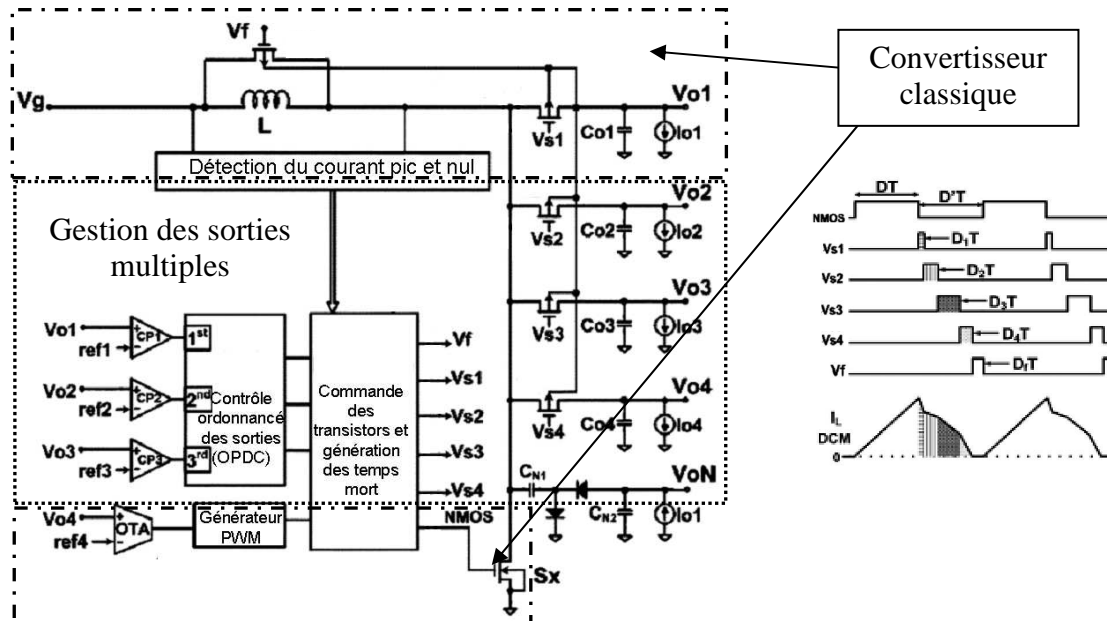 Vf
Convertisseur
classique
Vg
L
Vs1
Vo1
Co1
Io1
Détection du courant pic et nul
Gestion des sorties
multiples
Vo2
Vs2
Co2
Io2
Vo3
Vs3
Co3
Io3
Vo4
Vs4
Co4
Io4
VoN
CN1
CN2
Io1
Vo1
ref1
CP1
1st
Vo2
ref2
CP2
2nd
Vo3
ref3
CP3
3rd
Contrôle
ordonnancé
des sorties
(OPDC)
Commande
des
transistors et
génération
des temps
mort
Vf
Vs1
Vs2
Vs3
Vs4
NMOS
Vo4
ref4
OTA
Générateur
PWM
Sx
DT
D'T
NMOS
Vs1
D1T
Vs2
D2T
Vs3
D3T
Vs4
D4T
Vf
DfT
IL
DCM
0